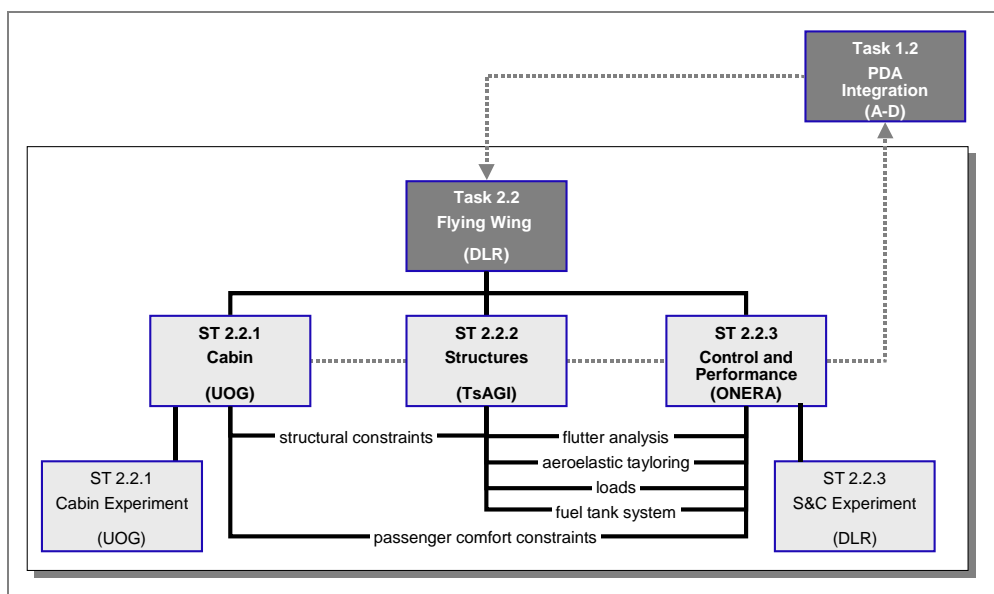 Task 1.2
PDA
Integration
(A-D)
Task 2.2
Flying Wing
(DLR)
ST 2.2.1
Cabin
(UOG)
ST 2.2.2
Structures
(TsAGI)
ST 2.2.3
Control and
Performance
(ONERA)
structural constraints
flutter analysis
aeroelastic tayloring
loads
fuel tank system
passenger comfort constraints
ST 2.2.1
Cabin Experiment
(UOG)
ST 2.2.3
S&C Experiment
(DLR)